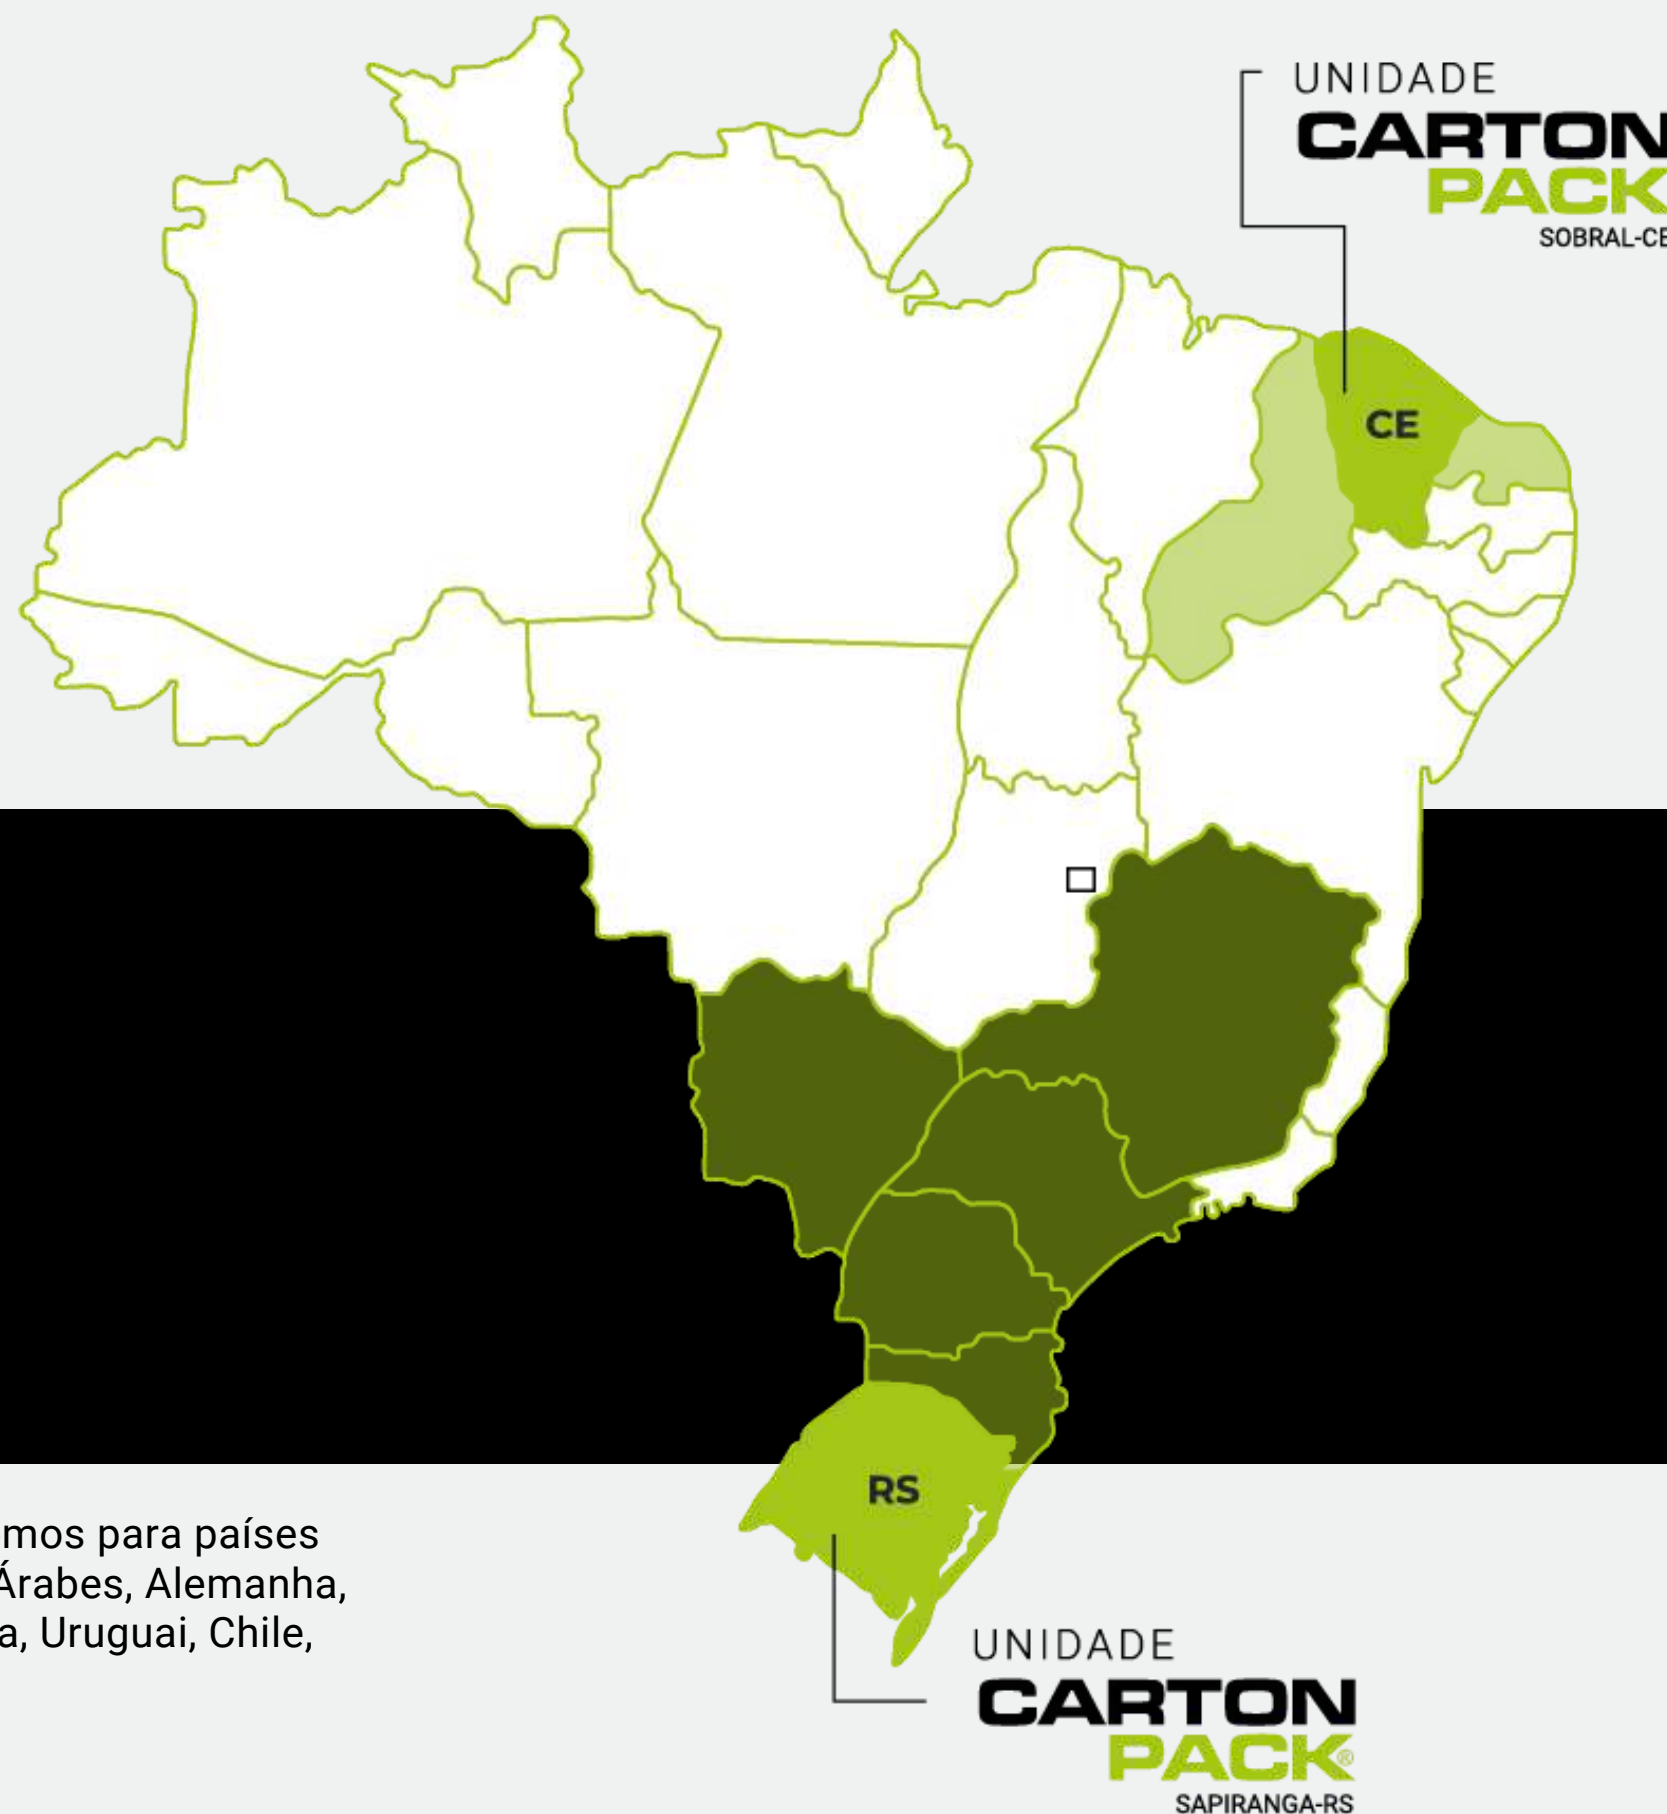 UNIDADE
CARTON
PACK
SOBRAL-CE
CE
RS
mos para países
Árabes, Alemanha,
a, Uruguai, Chile,
UNIDADE
CARTON
PACK®
SAPIRANGA-RS